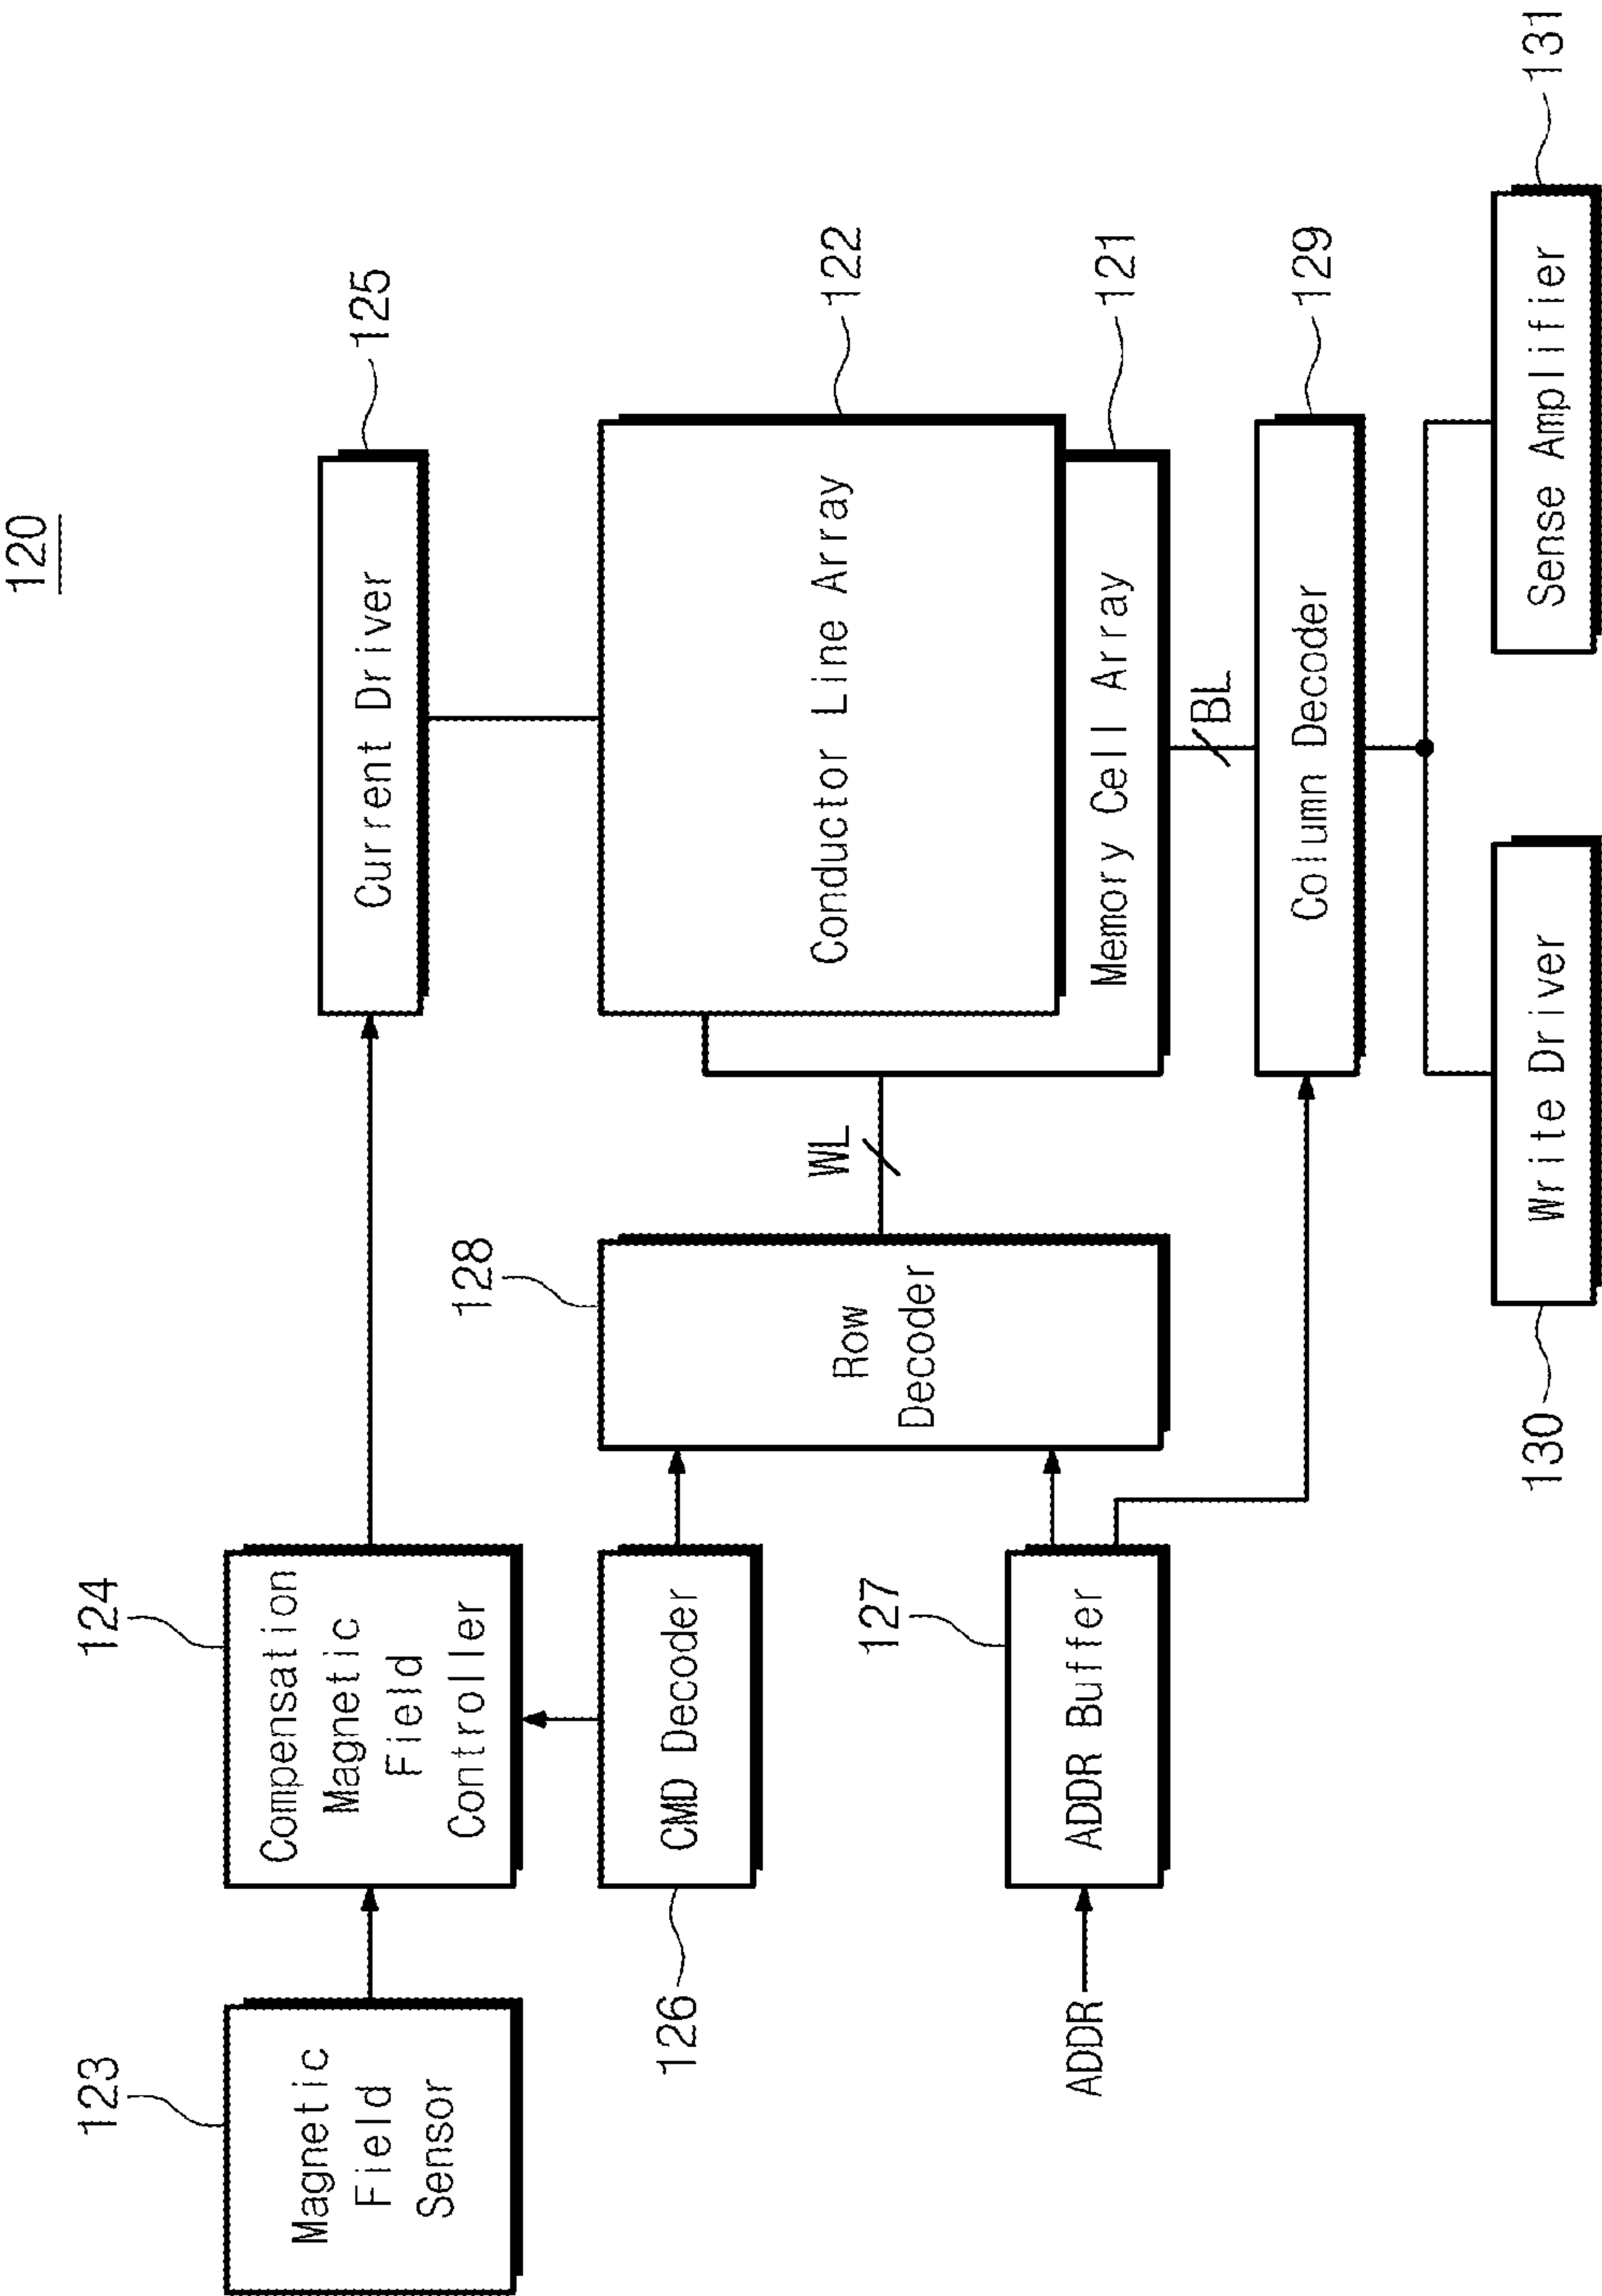 120
123
Magnetic
Field
Sensor
124
Compensation
Magnetic
Field
Controller
125
Current Driver
126
CMD Decoder
128
Row
Decoder
WL
Conductor Line Array
122
Memory Cell Array
121
127
ADDR
ADDR Buffer
BL
Column Decoder
129
130
Write Driver
Sense Amplifier
131